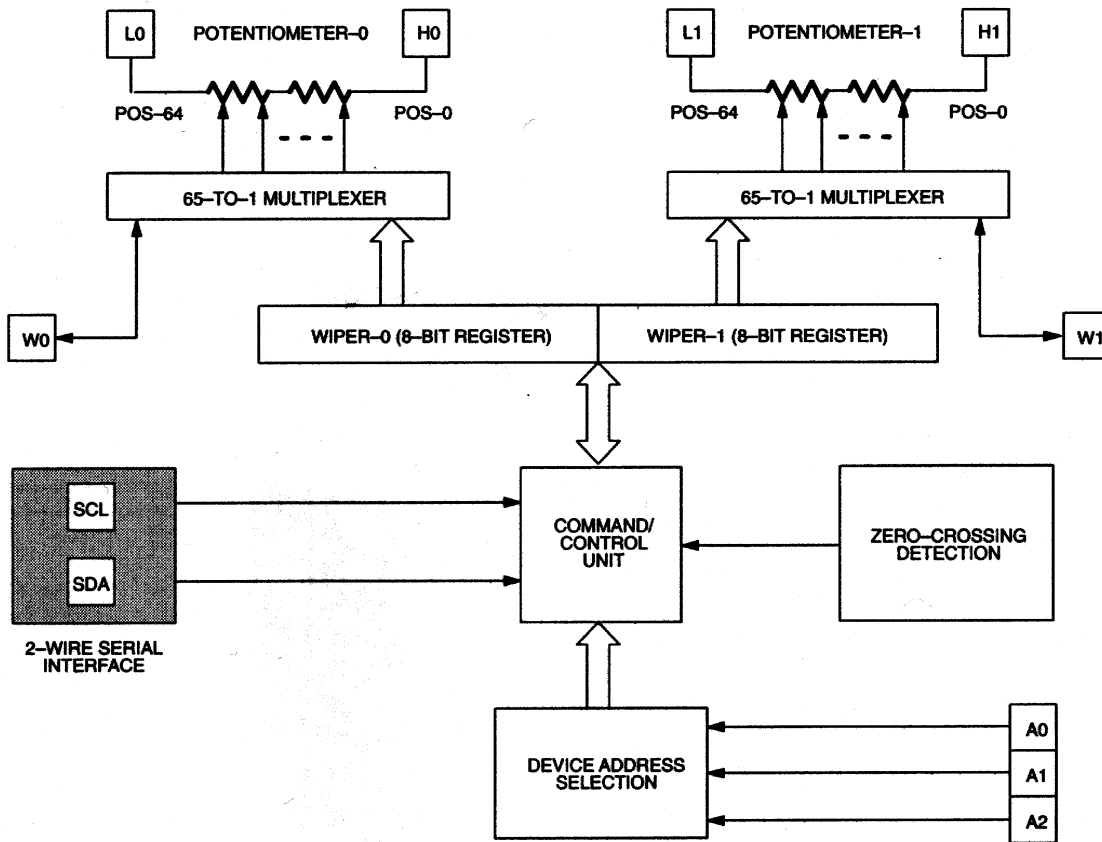 L0
POTENTIOMETER–0
H0
L1
POTENTIOMETER–1
H1
POS–64
POS–0
POS–64
POS–0
65–TO–1 MULTIPLEXER
65–TO–1 MULTIPLEXER
W0
WIPER–0 (8–BIT REGISTER)
WIPER–1 (8–BIT REGISTER)
W1
SCL
SDA
2–WIRE SERIAL
INTERFACE
COMMAND/
CONTROL
UNIT
ZERO–CROSSING
DETECTION
DEVICE ADDRESS
SELECTION
A0
A1
A2